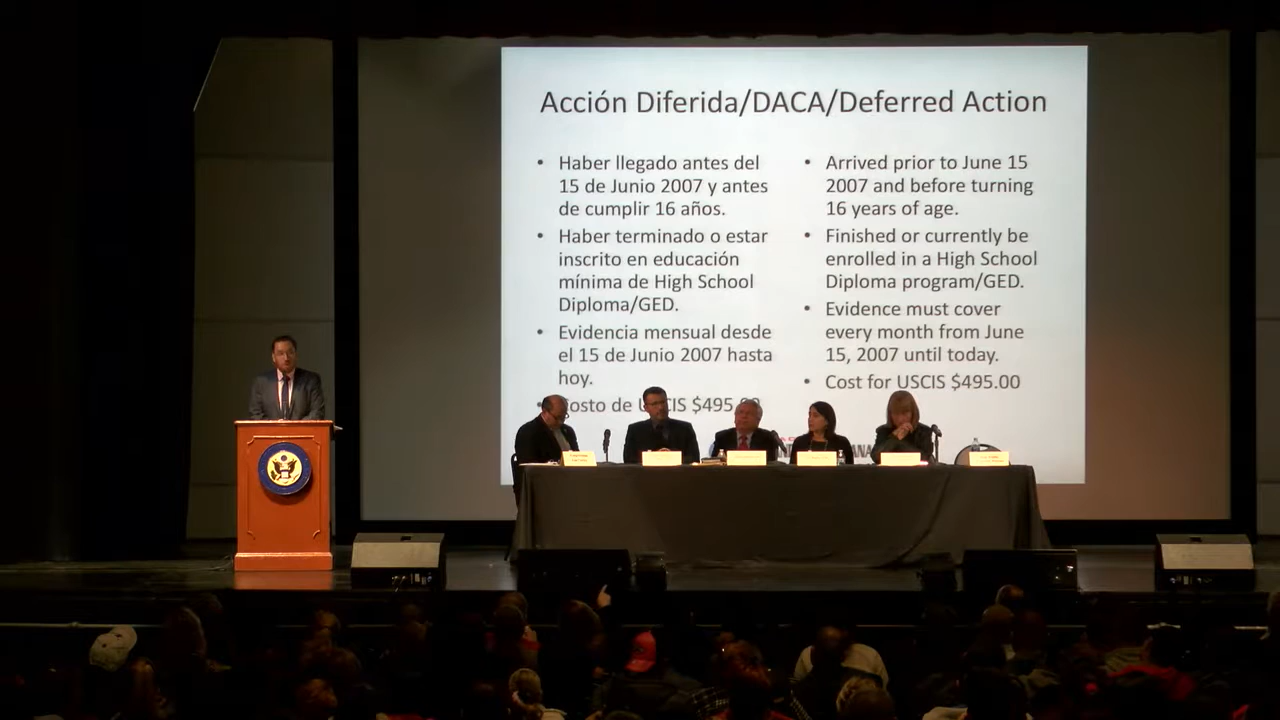 Acción Diferida/DACA/Deferred Action
• Haber llegado antes del
15 de Junio 2007 y antes
de cumplir 16 años.
• Haber terminado o estar
inscrito en educación
mínima de High School
Diploma/GED.
• Evidencia mensual desde
el 15 de Junio 2007 hasta
hoy.
de USCIS $495
• Arrived prior to June 15
2007 and before turning
16 years of age.
• Finished or currently be
enrolled in a High School
Diploma program/GED.
• Evidence must cover
every month from June
15, 2007 until today.
• Cost for USCIS $495.00